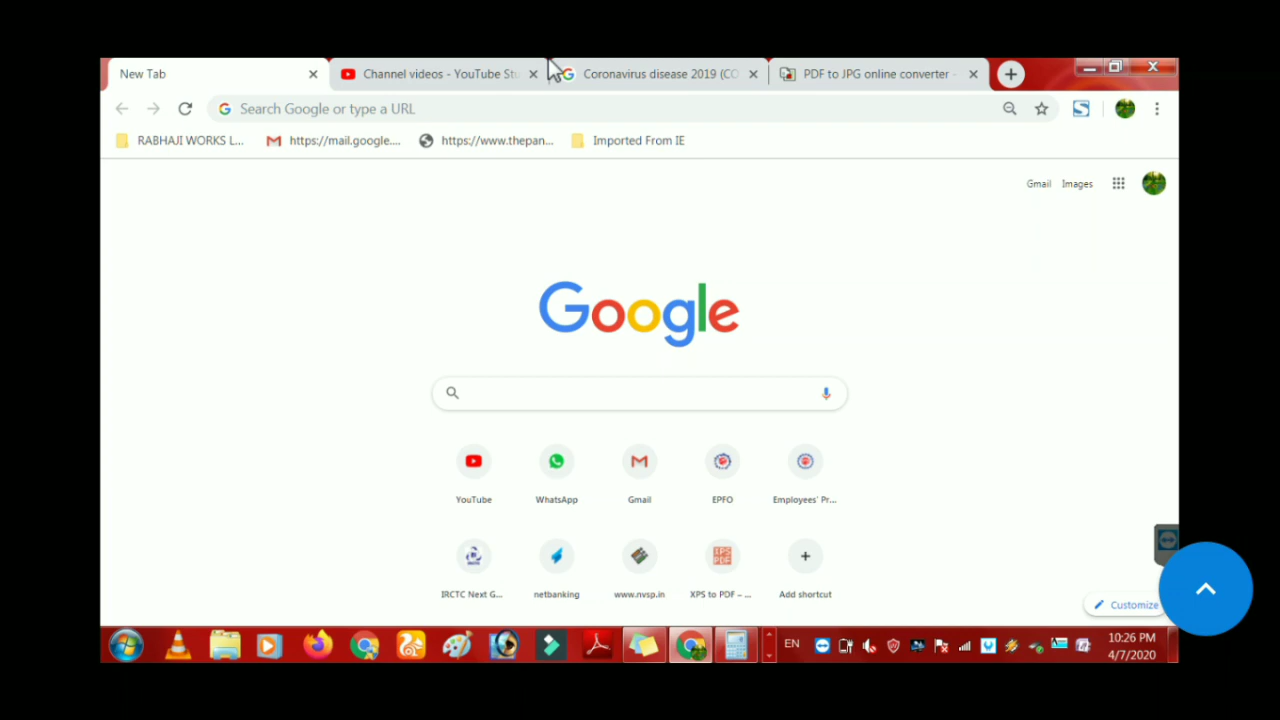 New Tab
Channel videos - YouTube Stu
Coronavirus disease 2019 (CO
PDF to JPG online converter -
Search Google or type a URL
RABHAJI WORKS L...
https://mail.google....
https://www.thepan...
Imported From IE
Gmail
Images
Google
YouTube
WhatsApp
Gmail
EPFO
Employees' Pr...
IRCTC Next G...
netbanking
www.nvsp.in
XPS to PDF – ...
Add shortcut
XPS
PDF
Customize
EN
10:26 PM
4/7/2020